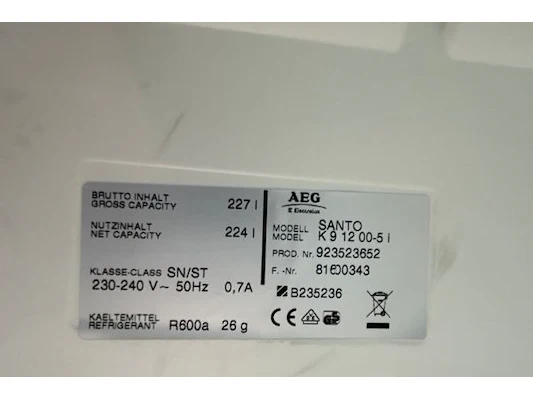 BRUTTO INHALT
GROSS CAPACITY 227 l
NUTZINHALT
NET CAPACITY 224 l
KLASSE-CLASS SN/ST
230-240 V ~ 50Hz 0,7A
KAELTEMITTEL
REFRIGERANT R600a 26 g
AEG
Electrolux
MODELL SANTO
MODEL K 9 12 00-5 I
PROD. Nr. 923523652
F. -Nr.
B235236
CE